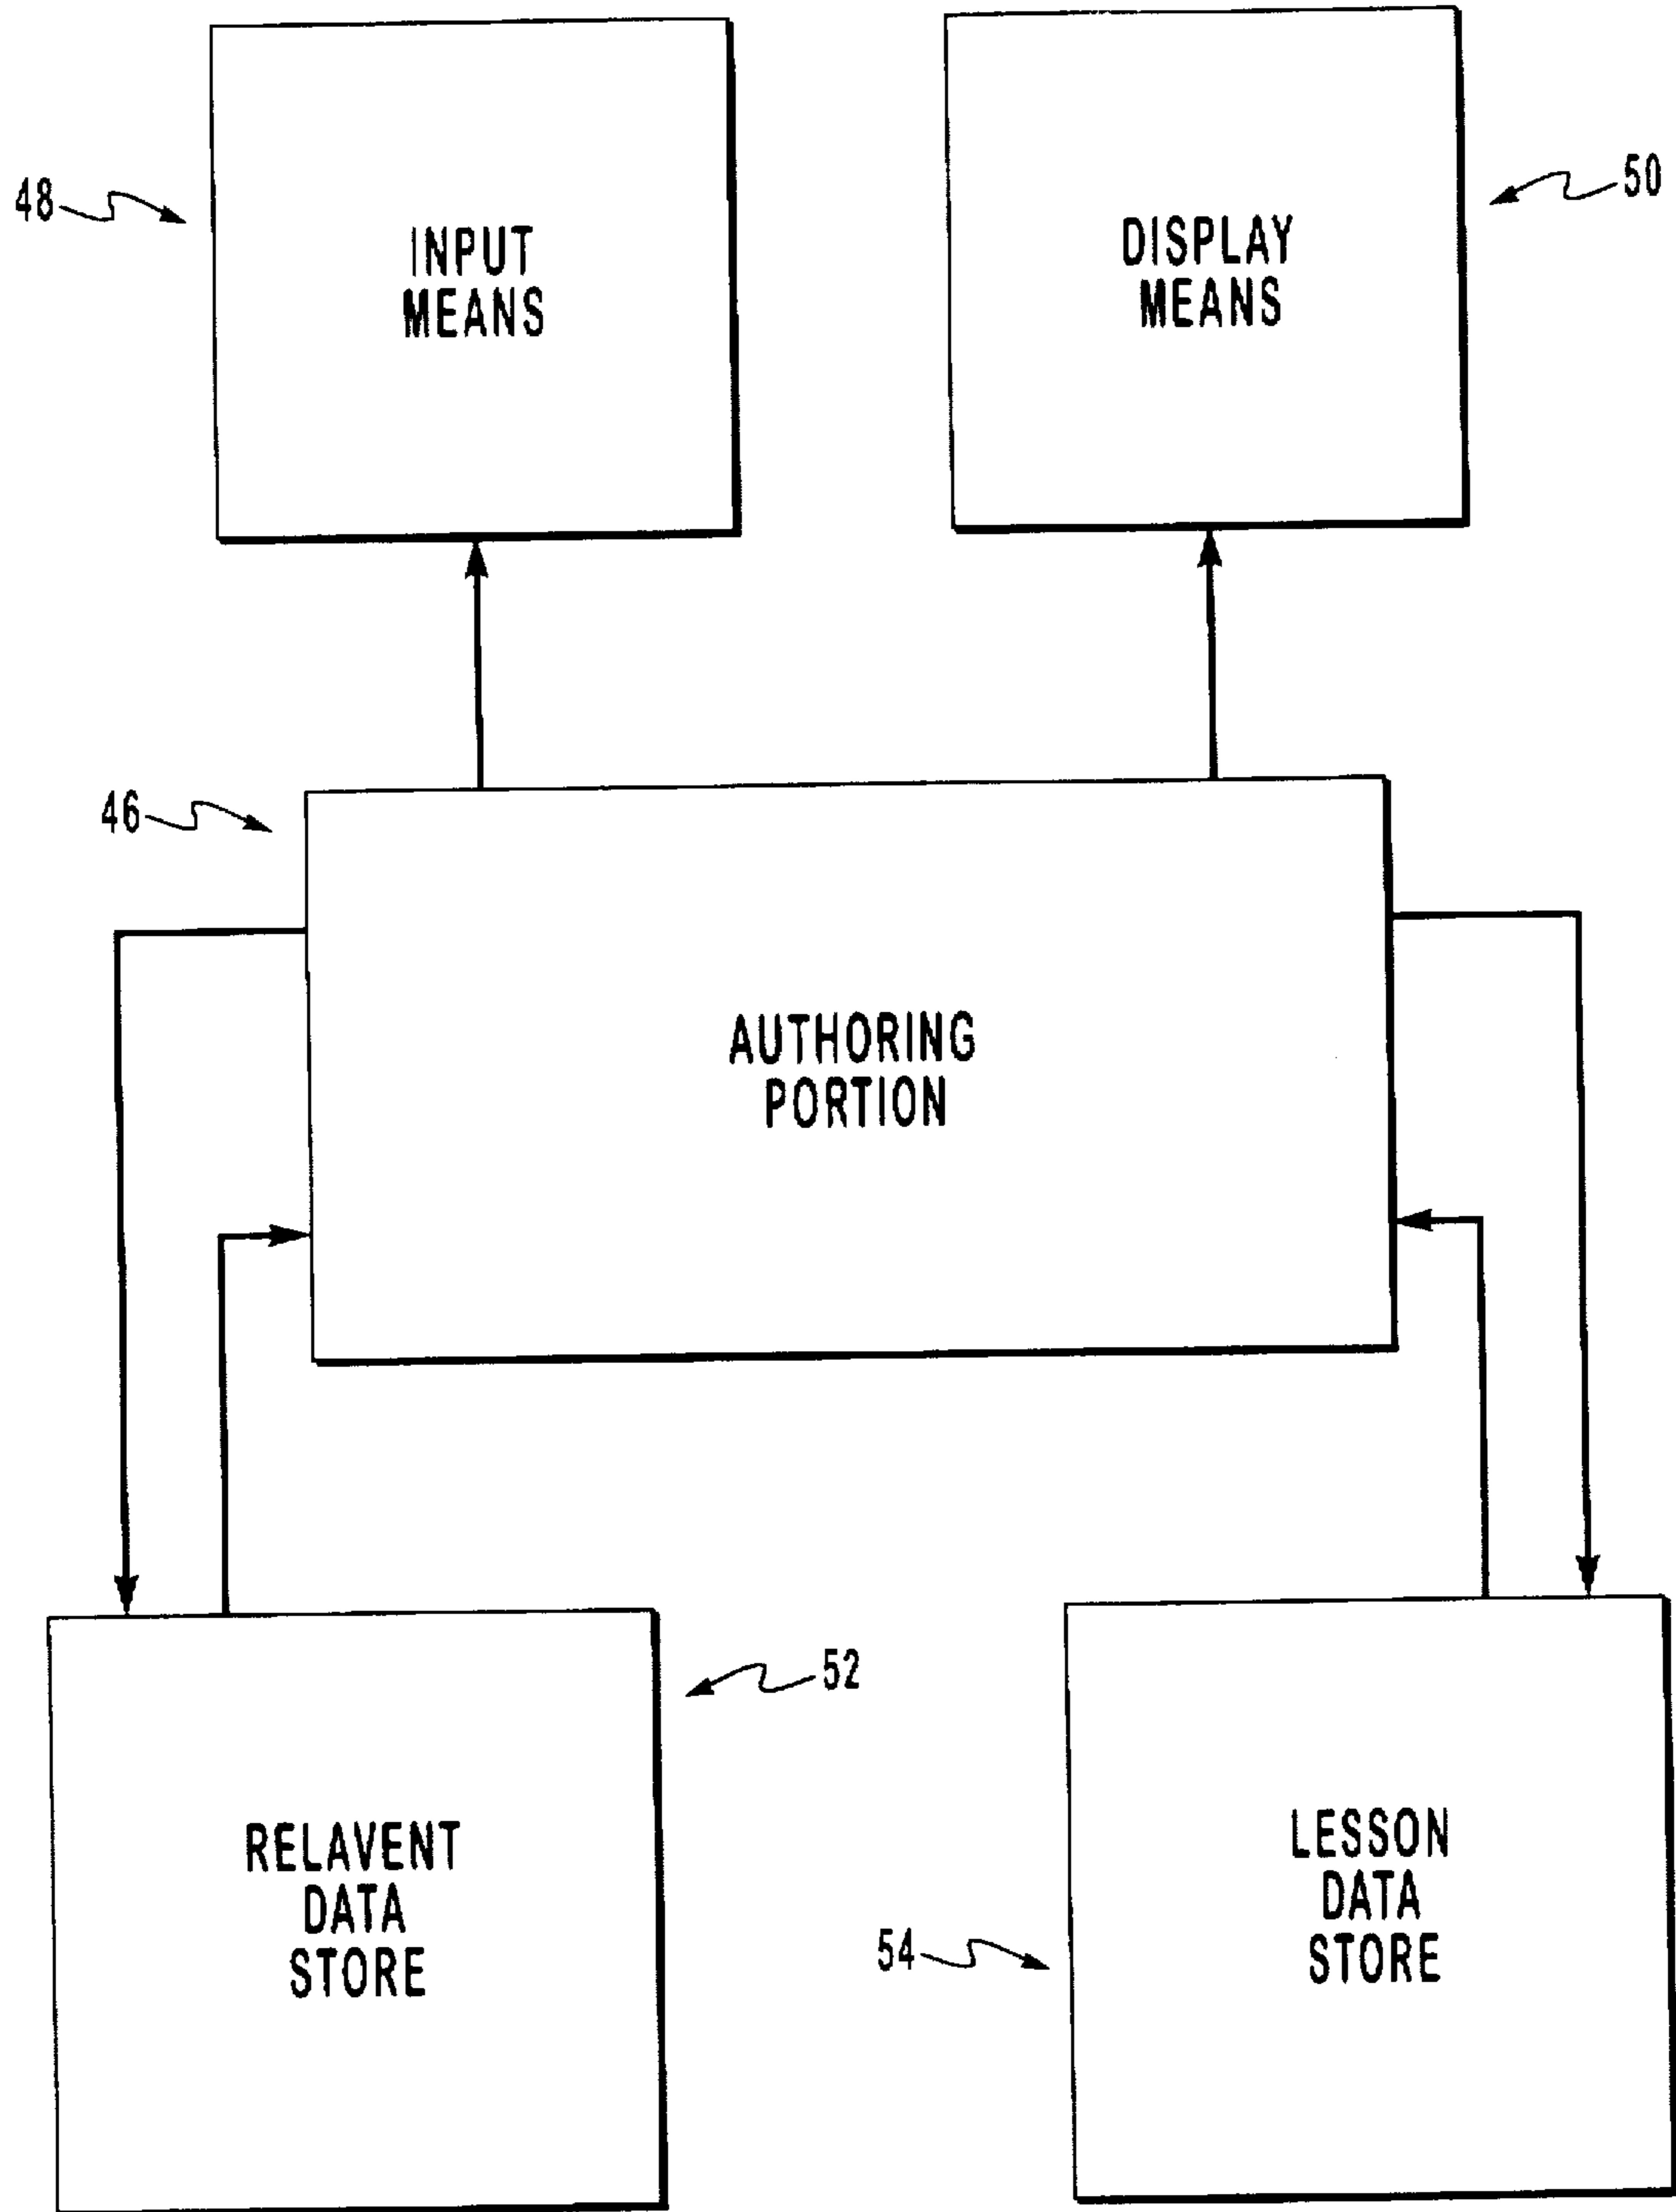 48
INPUT
MEANS
DISPLAY
MEANS
50
46
AUTHORING
PORTION
52
RELAVENT
DATA
STORE
54
LESSON
DATA
STORE